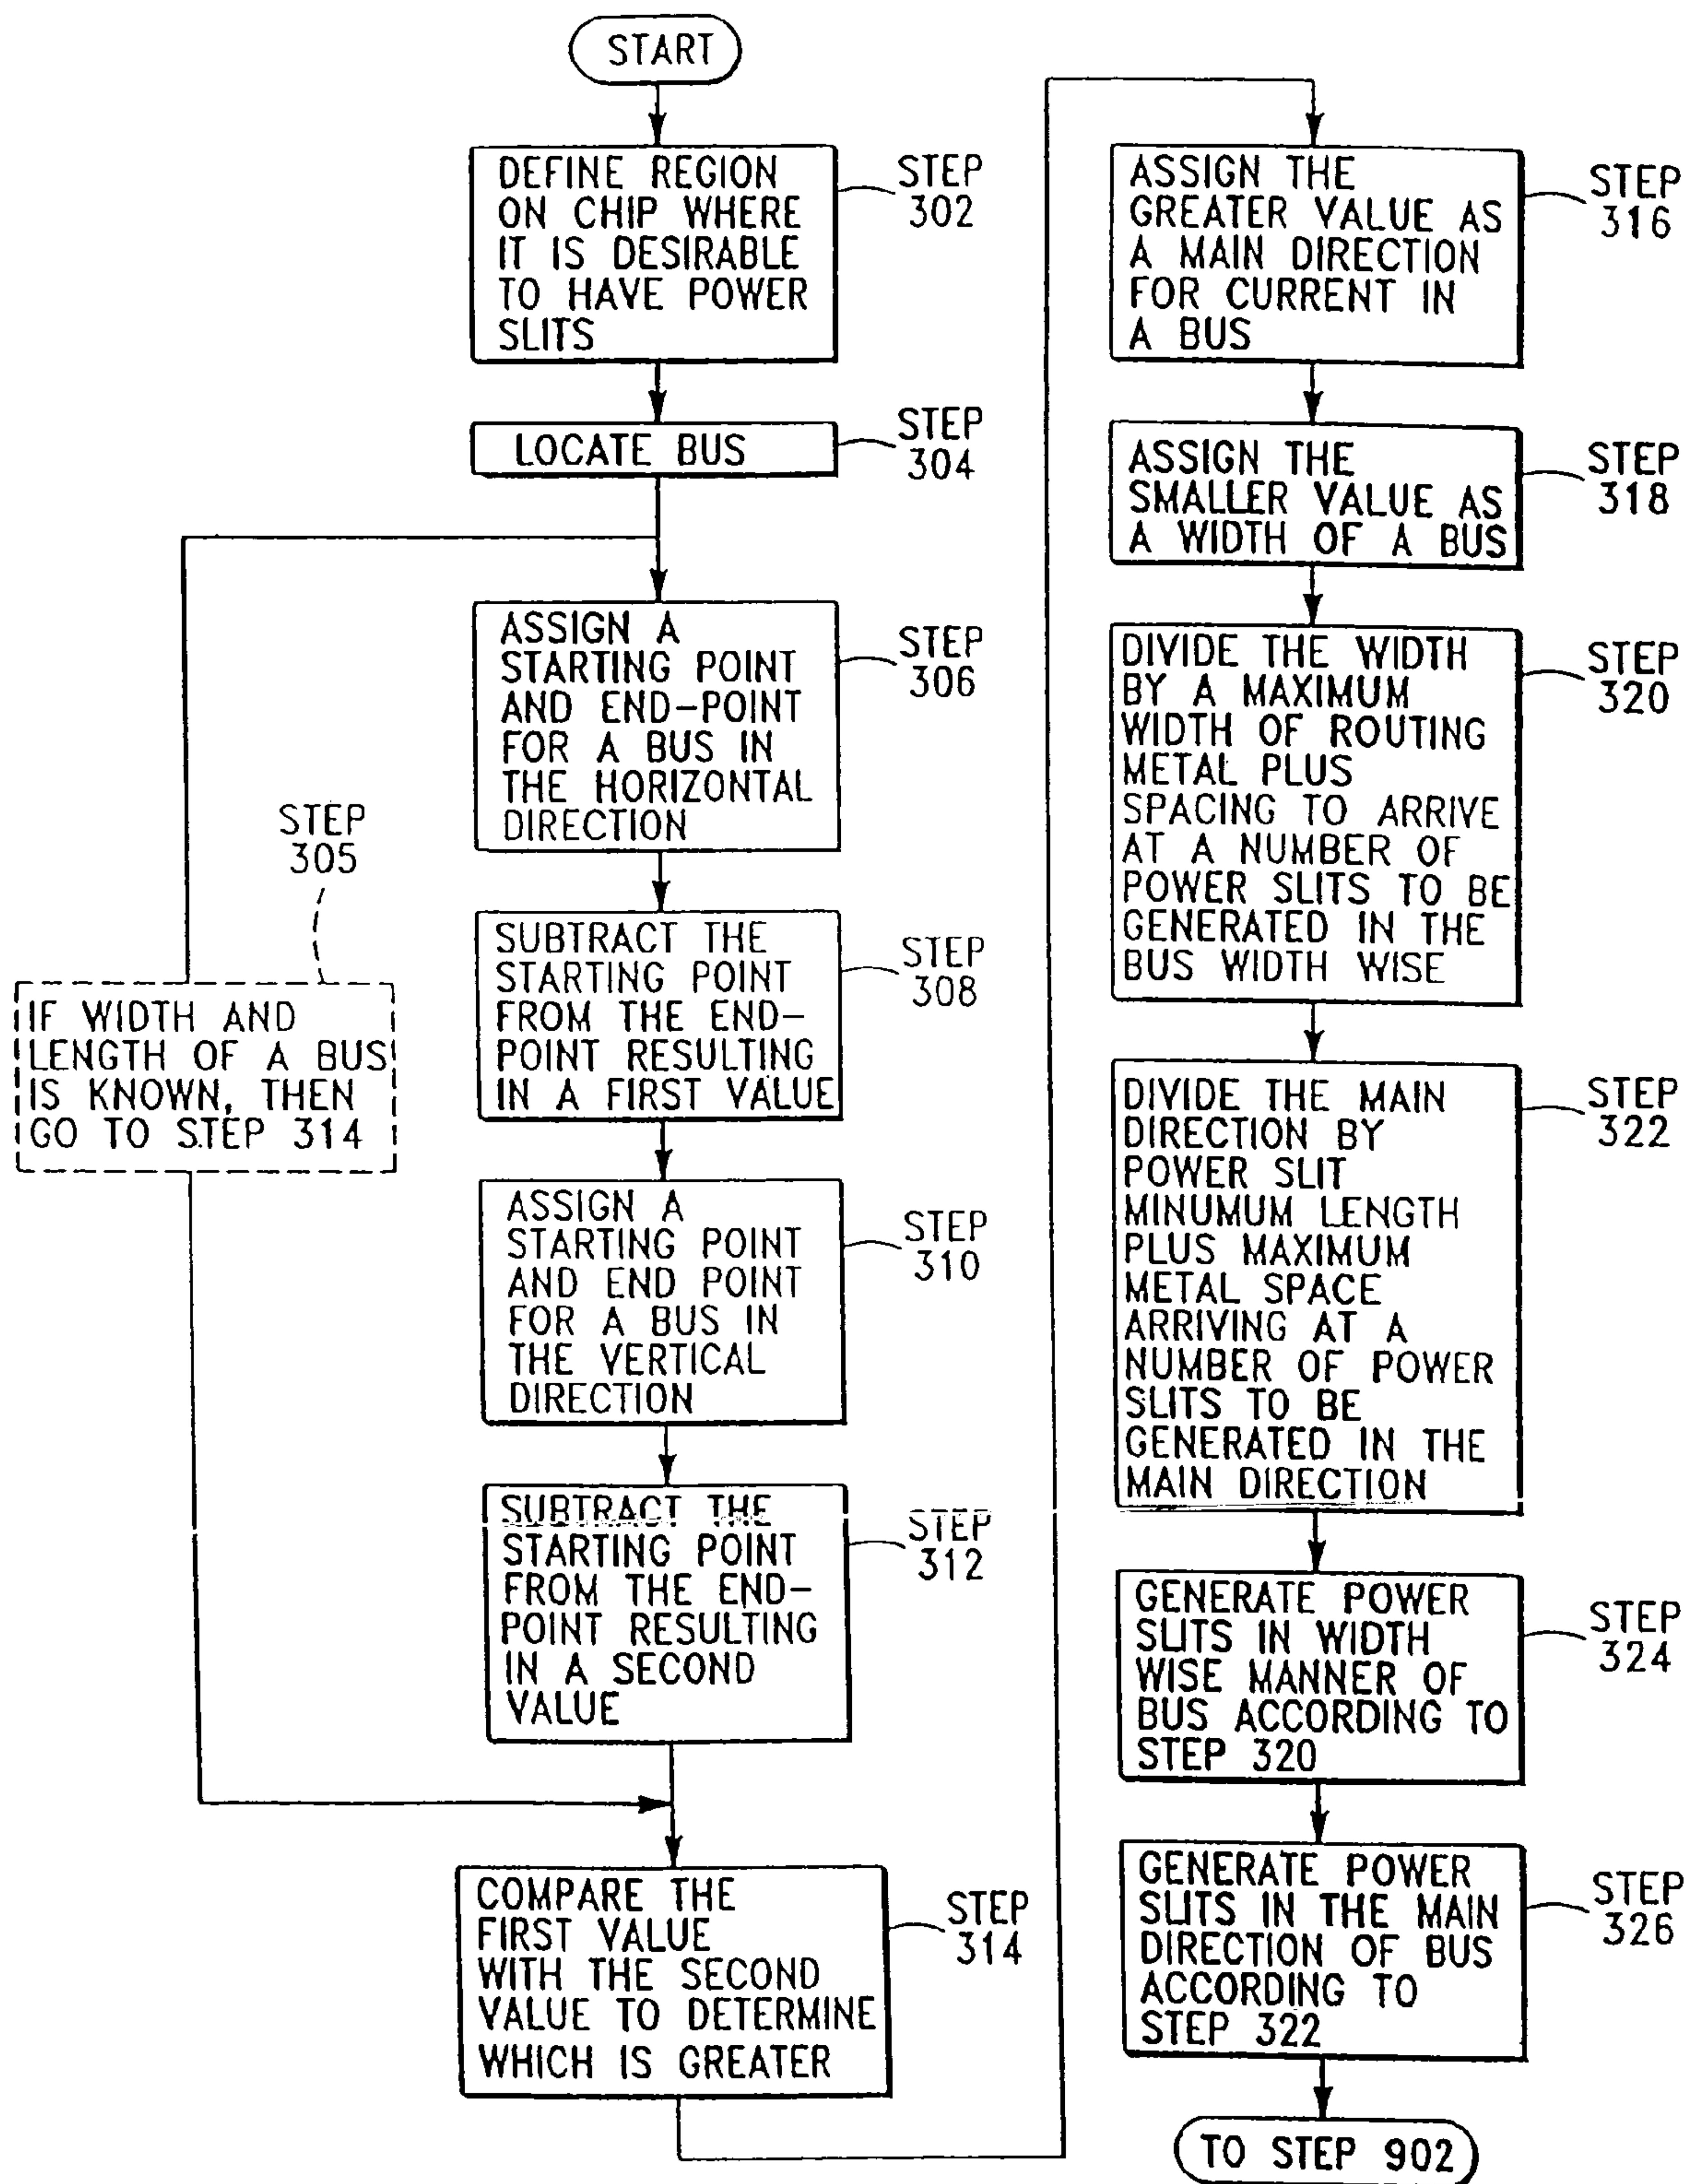 START
DEFINE REGION
ON CHIP WHERE
IT IS DESIRABLE
TO HAVE POWER
SLITS
STEP
302
LOCATE BUS
STEP
304
STEP
305
IF WIDTH AND
LENGTH OF A BUS
IS KNOWN, THEN
GO TO STEP 314
ASSIGN A
STARTING POINT
AND END-POINT
FOR A BUS IN
THE HORIZONTAL
DIRECTION
STEP
306
SUBTRACT THE
STARTING POINT
FROM THE END-
POINT RESULTING
IN A FIRST VALUE
STEP
308
ASSIGN A
STARTING POINT
AND END POINT
FOR A BUS IN
THE VERTICAL
DIRECTION
STEP
310
SUBTRACT THE
STARTING POINT
FROM THE END-
POINT RESULTING
IN A SECOND
VALUE
STEP
312
COMPARE THE
FIRST VALUE
WITH THE SECOND
VALUE TO DETERMINE
WHICH IS GREATER
STEP
314
ASSIGN THE
GREATER VALUE AS
A MAIN DIRECTION
FOR CURRENT IN
A BUS
STEP
316
ASSIGN THE
SMALLER VALUE AS
A WIDTH OF A BUS
STEP
318
DIVIDE THE WIDTH
BY A MAXIMUM
WIDTH OF ROUTING
METAL PLUS
SPACING TO ARRIVE
AT A NUMBER OF
POWER SLITS TO BE
GENERATED IN THE
BUS WIDTH WISE
STEP
320
DIVIDE THE MAIN
DIRECTION BY
POWER SLIT
MINUMUM LENGTH
PLUS MAXIMUM
METAL SPACE
ARRIVING AT A
NUMBER OF POWER
SLITS TO BE
GENERATED IN THE
MAIN DIRECTION
STEP
322
GENERATE POWER
SLITS IN WIDTH
WISE MANNER OF
BUS ACCORDING TO
STEP 320
STEP
324
GENERATE POWER
SLITS IN THE MAIN
DIRECTION OF BUS
ACCORDING TO
STEP 322
STEP
326
TO STEP 902